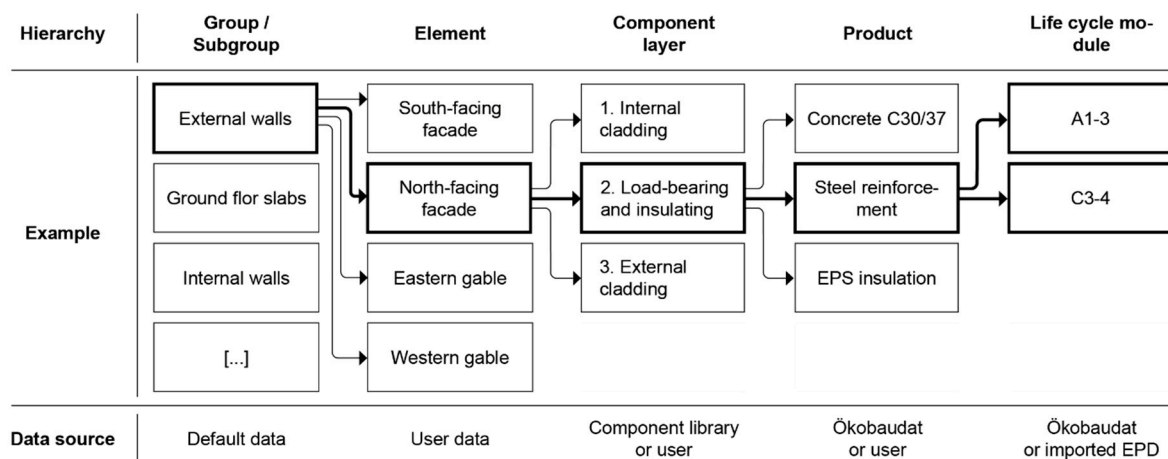 Hierarchy
Group /
Subgroup
Element
Component
layer
Product
Life cycle mo-
dule
Example
External walls
Ground flor slabs
Internal walls
[...]
South-facing
facade
North-facing
facade
Eastern gable
Western gable
1. Internal
cladding
2. Load-bearing
and insulating
3. External
cladding
Concrete C30/37
Steel reinforce-
ment
EPS insulation
A1-3
C3-4
Data source
Default data
User data
Component library
or user
Ökobaudat
or user
Ökobaudat
or imported EPD